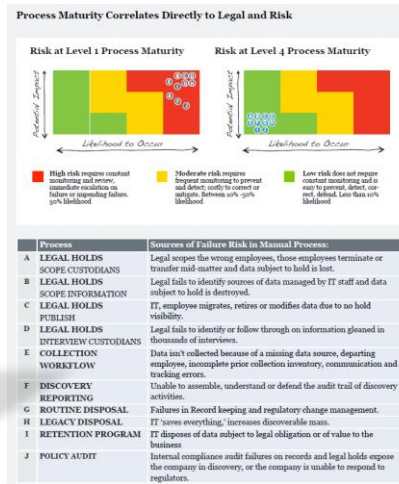 Process Maturity Correlates Directly to Legal and Risk
Risk at Level 1 Process Maturity
Risk at Level 4 Process Maturity
Potential Impact
Likelihood to Occur
Potential Impact
Likelihood to Occur
High risk requires constant
monitoring and review,
immediate escalation on
failure or impending failure.
50% likelihood
Moderate risk requires
frequent monitoring to prevent
and detect; costly to correct or
mitigate. Between 10% -50%
likelihood
Low risk does not require
constant monitoring and is
easy to prevent, detect, cor-
rect, defend. Less than 10%
likelihood
Process Sources of Failure Risk in Manual Process:
A LEGAL HOLDS Legal scopes the wrong employees, those employees terminate or
SCOPE CUSTODIANS transfer mid-matter and data subject to hold is lost.
B LEGAL HOLDS Legal fails to identify sources of data managed by IT staff and data
SCOPE INFORMATION subject to hold is destroyed.
C LEGAL HOLDS IT, employee migrates, retires or modifies data due to no hold
PUBLISH visibility.
D LEGAL HOLDS Legal fails to identify or follow through on information gleaned in
INTERVIEW CUSTODIANS thousands of interviews.
E COLLECTION Data isn't collected because of a missing data source, departing
WORKFLOW employee, incomplete prior collection inventory, communication and
tracking errors.
F DISCOVERY Unable to assemble, understand or defend the audit trail of discovery
REPORTING activities.
G ROUTINE DISPOSAL Failures in Record keeping and regulatory change management.
H LEGACY DISPOSAL IT 'saves everything,' increases discoverable mass.
I RETENTION PROGRAM IT disposes of data subject to legal obligation or of value to the
business
J POLICY AUDIT Internal compliance audit failures on records and legal holds expose
the company in discovery, or the company is unable to respond to
regulators.